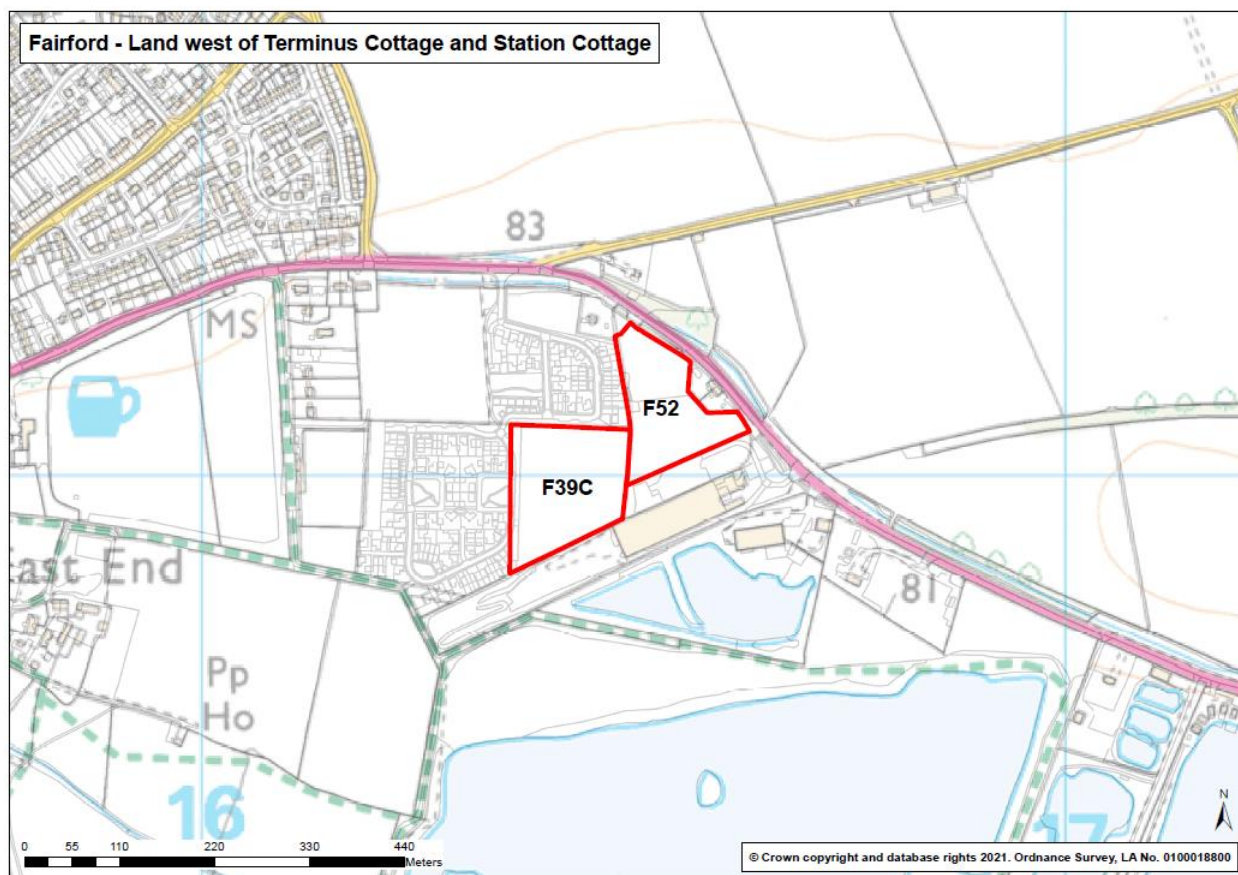 Fairford - Land west of Terminus Cottage and Station Cottage
83
MS
F52
F39C
ast End
81
Pp
Ho
16
17
N
0 55 110 220 330 440
Meters
© Crown copyright and database rights 2021. Ordnance Survey, LA No. 0100018800